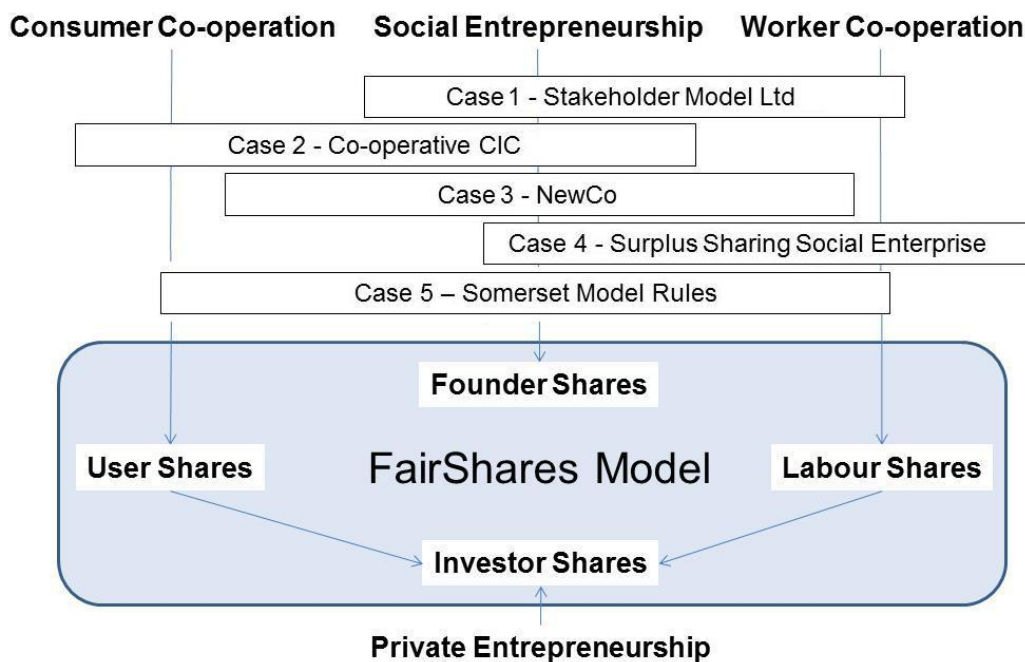 Consumer Co-operation
Social Entrepreneurship
Worker Co-operation
Case 1 - Stakeholder Model Ltd
Case 2 - Co-operative CIC
Case 3 - NewCo
Case 4 - Surplus Sharing Social Enterprise
Case 5 – Somerset Model Rules
Founder Shares
User Shares
FairShares Model
Labour Shares
Investor Shares
Private Entrepreneurship